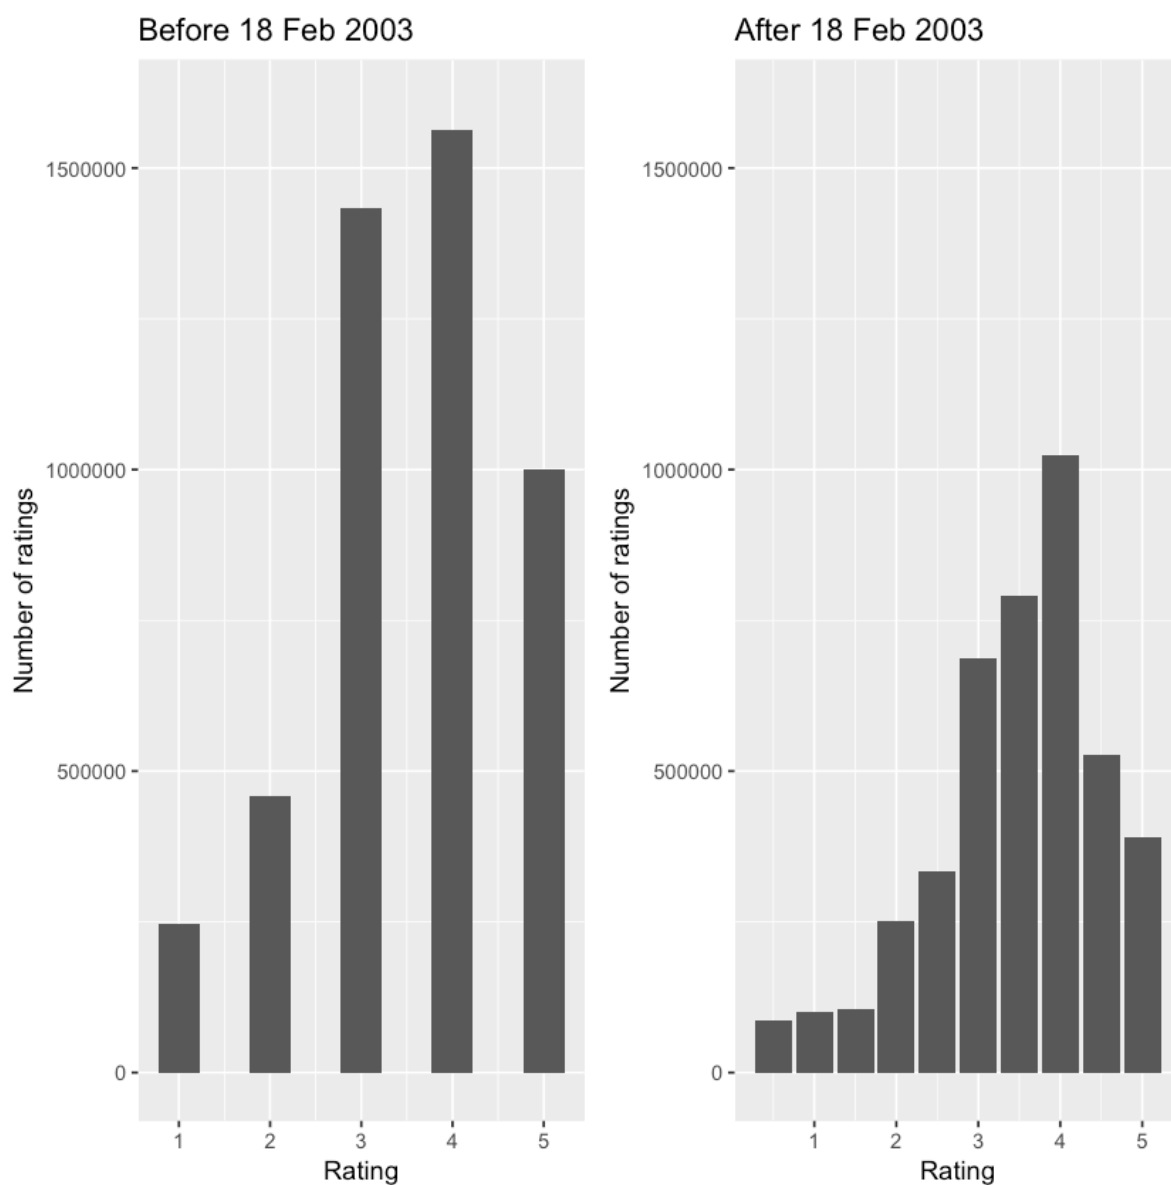 Before 18 Feb 2003
1500000
1000000
500000
0
Number of ratings
1 2 3 4 5
Rating
After 18 Feb 2003
1500000
1000000
500000
0
Number of ratings
1 2 3 4 5
Rating